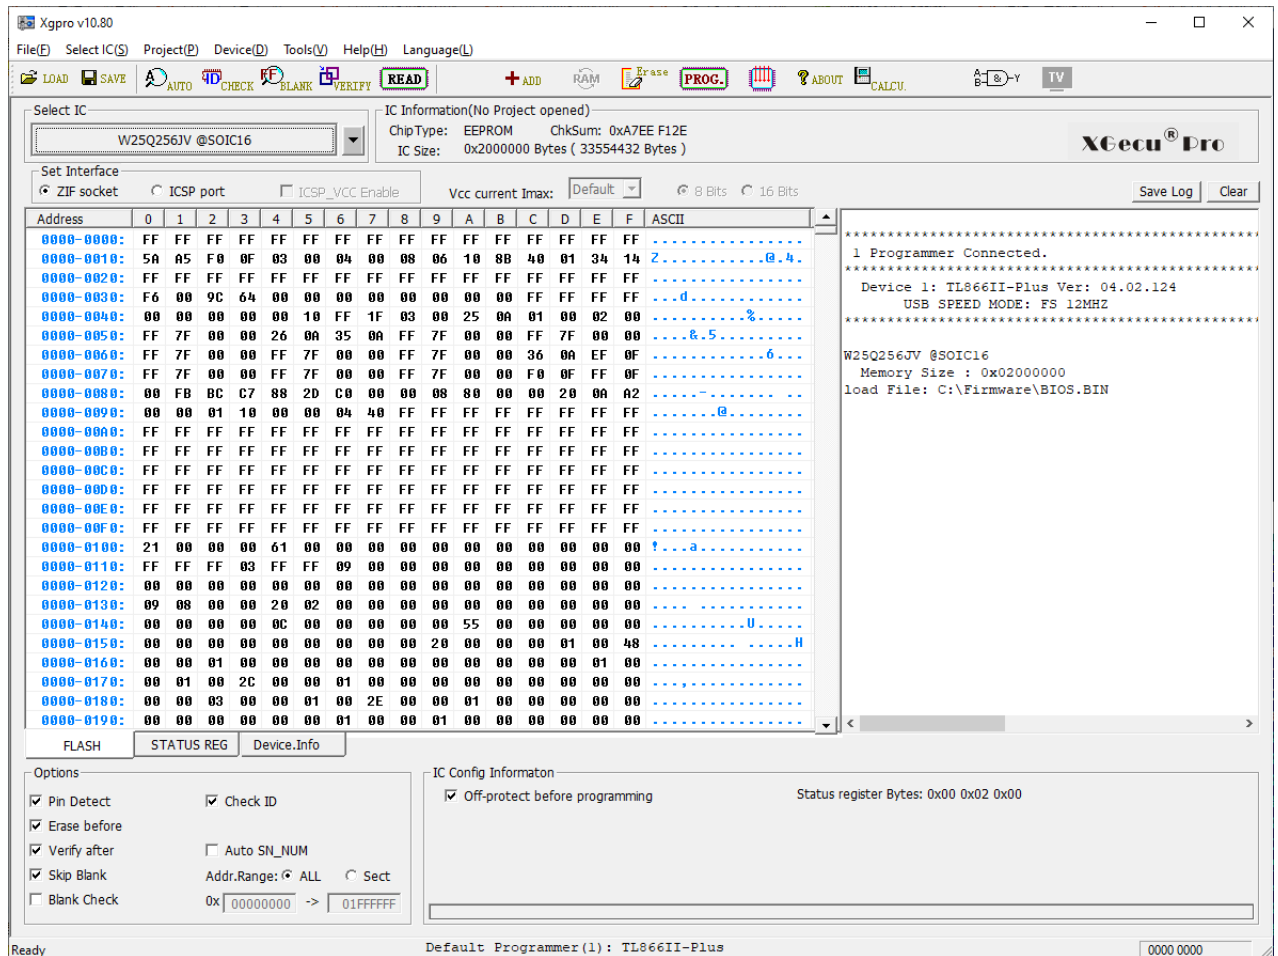 Xgpro v10.80
File(F) Select IC(S) Project(P) Device(D) Tools(V) Help(H) Language(L)
LOAD SAVE AUTO CHECK BLANK VERIFY READ ADD RAM Erase PROG. ABOUT CALCU. A B & Y TV
Select IC
W25Q256JV @SOIC16
IC Information(No Project opened)
ChipType: EEPROM ChkSum: 0xA7EE F12E
IC Size: 0x2000000 Bytes ( 33554432 Bytes )
XGecu® Pro
Set Interface
ZIF socket ICSP port ICSP_VCC Enable Vcc current Imax: Default 8 Bits 16 Bits Save Log Clear
Address 0 1 2 3 4 5 6 7 8 9 A B C D E F ASCII
0000-0000: FF FF FF FF FF FF FF FF FF FF FF FF FF FF FF FF ................
0000-0010: 5A A5 F0 0F 03 00 04 00 08 06 10 8B 40 01 34 14 Z...........@.4.
0000-0020: FF FF FF FF FF FF FF FF FF FF FF FF FF FF FF FF ................
0000-0030: F6 00 9C 64 00 00 00 00 00 00 00 00 FF FF FF FF ...d............
0000-0040: 00 00 00 00 00 10 FF 1F 03 00 25 0A 01 00 02 00 ..........%.....
0000-0050: FF 7F 00 00 26 0A 35 0A FF 7F 00 00 FF 7F 00 00 ....&.5.........
0000-0060: FF 7F 00 00 FF 7F 00 00 FF 7F 00 00 36 0A EF 0F ............6...
0000-0070: FF 7F 00 00 FF 7F 00 00 FF 7F 00 00 F0 0F FF 0F ................
0000-0080: 00 FB BC C7 88 2D C0 00 00 08 80 00 00 20 0A A2 .....-....... ..
0000-0090: 00 00 01 10 00 00 04 40 FF FF FF FF FF FF FF FF .......@........
0000-00A0: FF FF FF FF FF FF FF FF FF FF FF FF FF FF FF FF ................
0000-00B0: FF FF FF FF FF FF FF FF FF FF FF FF FF FF FF FF ................
0000-00C0: FF FF FF FF FF FF FF FF FF FF FF FF FF FF FF FF ................
0000-00D0: FF FF FF FF FF FF FF FF FF FF FF FF FF FF FF FF ................
0000-00E0: FF FF FF FF FF FF FF FF FF FF FF FF FF FF FF FF ................
0000-00F0: FF FF FF FF FF FF FF FF FF FF FF FF FF FF FF FF ................
0000-0100: 21 00 00 00 61 00 00 00 00 00 00 00 00 00 00 00 !...a...........
0000-0110: FF FF FF 03 FF FF 09 00 00 00 00 00 00 00 00 00 ................
0000-0120: 00 00 00 00 00 00 00 00 00 00 00 00 00 00 00 00 ................
0000-0130: 09 08 00 00 20 02 00 00 00 00 00 00 00 00 00 00 .... ...........
0000-0140: 00 00 00 00 0C 00 00 00 00 00 55 00 00 00 00 00 ..........U.....
0000-0150: 00 00 00 00 00 00 00 00 00 20 00 00 00 01 00 48 ......... .....H
0000-0160: 00 00 01 00 00 00 00 00 00 00 00 00 00 00 01 00 ................
0000-0170: 00 01 00 2C 00 00 01 00 00 00 00 00 00 00 00 00 ...,............
0000-0180: 00 00 03 00 00 01 00 2E 00 00 01 00 00 00 00 00 ................
0000-0190: 00 00 00 00 00 00 01 00 00 01 00 00 00 00 00 00 ................
***************************************************
1 Programmer Connected.
***************************************************
Device 1: TL866II-Plus Ver: 04.02.124
USB SPEED MODE: FS 12MHZ
***************************************************
W25Q256JV @SOIC16
Memory Size : 0x02000000
load File: C:\Firmware\BIOS.BIN
FLASH STATUS REG Device.Info
Options
Pin Detect Check ID
Erase before
Verify after Auto SN_NUM
Skip Blank Addr.Range: ALL Sect
Blank Check 0x 00000000 -> 01FFFFFF
IC Config Informaton
Off-protect before programming Status register Bytes: 0x00 0x02 0x00
Ready Default Programmer(1): TL866II-Plus 0000 0000